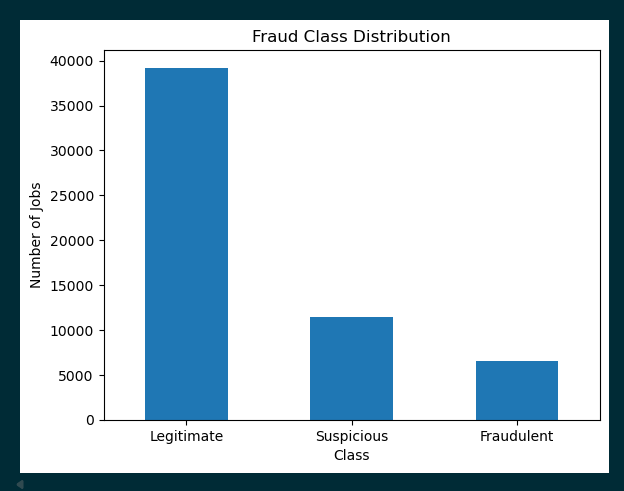 Fraud Class Distribution
Number of Jobs
40000
35000
30000
25000
20000
15000
10000
5000
0
Legitimate Suspicious Fraudulent
Class